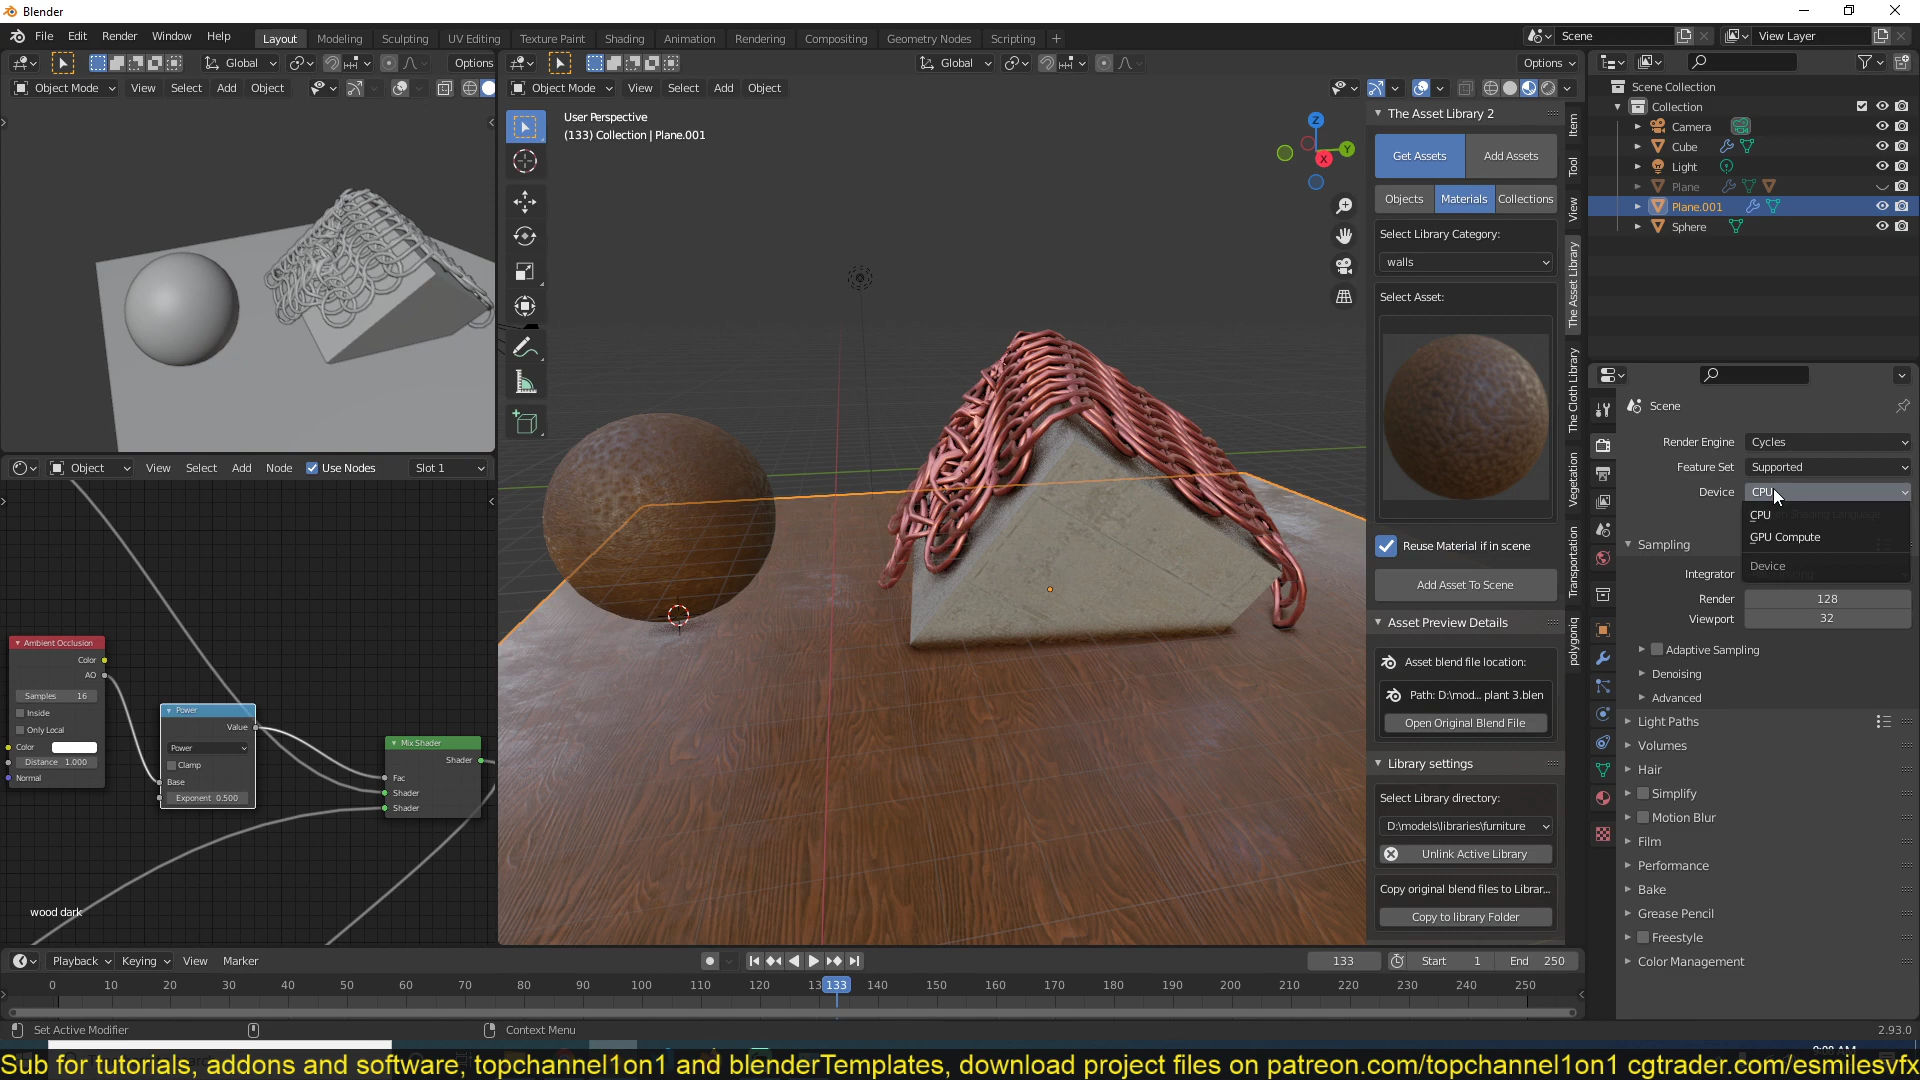 Blender
File Edit Render Window Help
Layout Modeling Sculpting UV Editing Texture Paint Shading Animation Rendering Compositing Geometry Nodes Scripting
Scene
View Layer
Global
Options
Global
Options
Object Mode View Select Add Object
Object Mode View Select Add Object
User Perspective
(133) Collection | Plane.001
Z
Y
X
The Asset Library 2
Get Assets
Add Assets
Objects
Materials
Collections
Select Library Category:
walls
Select Asset:
Reuse Material if in scene
Add Asset To Scene
Asset Preview Details
Asset blend file location:
Path: D:\mod... plant 3.blen
Open Original Blend File
Library settings
Select Library directory:
D:\models\libraries\furniture
Unlink Active Library
Copy original blend files to Librar...
Copy to library Folder
Item
Tool
View
The Asset Library
The Cloth Library
Vegetation
Transportation
polygoniq
Scene Collection
Collection
Camera
Cube
Light
Plane
Plane.001
Sphere
Scene
Render Engine Cycles
Feature Set Supported
Device CPU
CPU
GPU Compute
Device
Sampling
Integrator
Render 128
Viewport 32
Adaptive Sampling
Denoising
Advanced
Light Paths
Volumes
Hair
Simplify
Motion Blur
Film
Performance
Bake
Grease Pencil
Freestyle
Color Management
Object View Select Add Node Use Nodes Slot 1
Ambient Occlusion
Color
AO
Samples 16
Inside
Only Local
Color
Distance 1.000
Normal
Power
Value
Power
Clamp
Base
Exponent 0.500
Mix Shader
Shader
Fac
Shader
Shader
wood dark
Playback Keying View Marker
133
Start 1
End 250
0 10 20 30 40 50 60 70 80 90 100 110 120 13 133 140 150 160 170 180 190 200 210 220 230 240 250
Set Active Modifier
Context Menu
2.93.0
Sub for tutorials, addons and software, topchannel1on1 and blenderTemplates, download project files on patreon.com/topchannel1on1 cgtrader.com/esmilesvfx